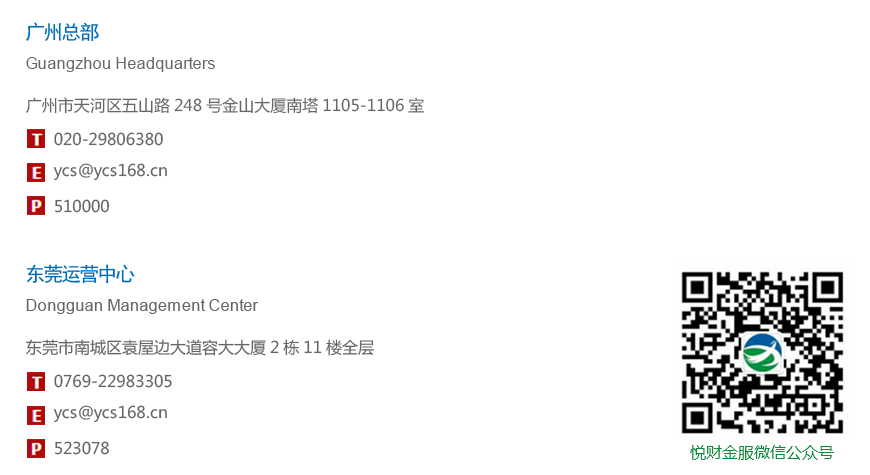 广州总部
Guangzhou Headquarters
广州市天河区五山路 248 号金山大厦南塔 1105-1106 室
T 020-29806380
E ycs@ycs168.cn
P 510000
东莞运营中心
Dongguan Management Center
东莞市南城区袁屋边大道容大大厦 2 栋 11 楼全层
T 0769-22983305
E ycs@ycs168.cn
P 523078
悦财金服微信公众号